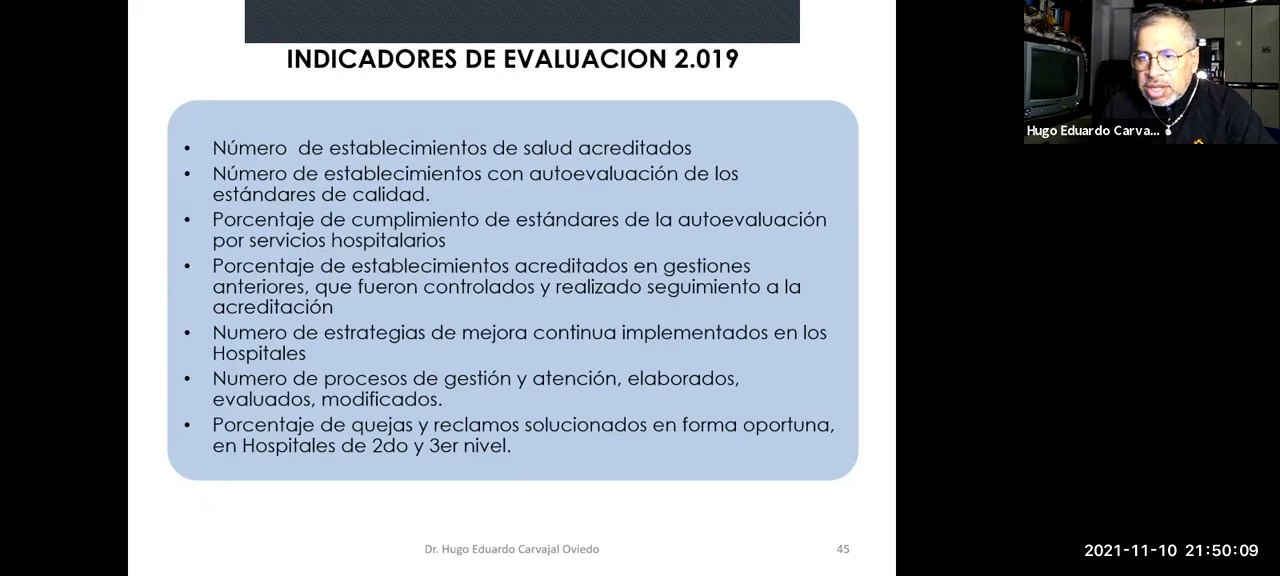 INDICADORES DE EVALUACION 2.019
• Número de establecimientos de salud acreditados
• Número de establecimientos con autoevaluación de los
estándares de calidad.
• Porcentaje de cumplimiento de estándares de la autoevaluación
por servicios hospitalarios
• Porcentaje de establecimientos acreditados en gestiones
anteriores, que fueron controlados y realizado seguimiento a la
acreditación
• Numero de estrategias de mejora continua implementados en los
Hospitales
• Numero de procesos de gestión y atención, elaborados,
evaluados, modificados.
• Porcentaje de quejas y reclamos solucionados en forma oportuna,
en Hospitales de 2do y 3er nivel.
Dr. Hugo Eduardo Carvajal Oviedo
45
Hugo Eduardo Carva...
2021-11-10 21:50:09